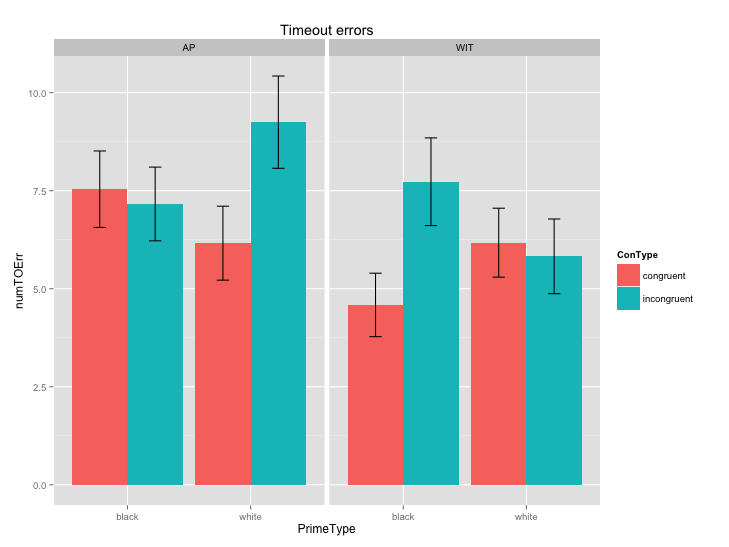 Timeout errors
AP
WIT
10.0
7.5
5.0
2.5
0.0
numTOErr
black
white
black
white
PrimeType
ConType
congruent
incongruent